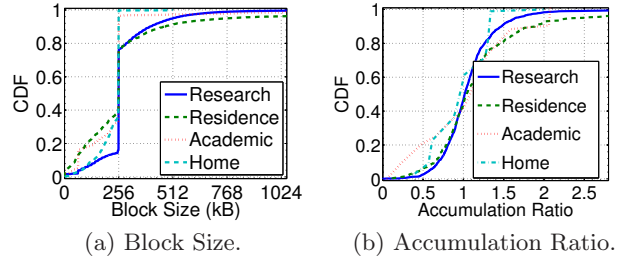 1
0.8
0.6
0.4
0.2
0
CDF
Research
Residence
Academic
Home
0 256 512 768 1024
Block Size (kB)
(a) Block Size.
1
0.8
0.6
0.4
0.2
0
CDF
Research
Residence
Academic
Home
0 0.5 1 1.5 2 2.5
Accumulation Ratio
(b) Accumulation Ratio.